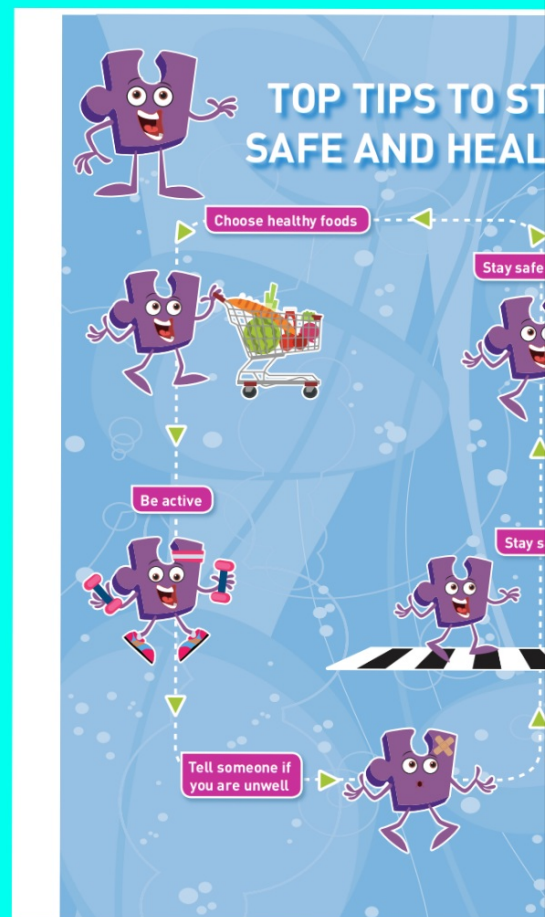 TOP TIPS TO ST
SAFE AND HEAL
Choose healthy foods
Stay safe
Be active
Stay s
Tell someone if
you are unwell